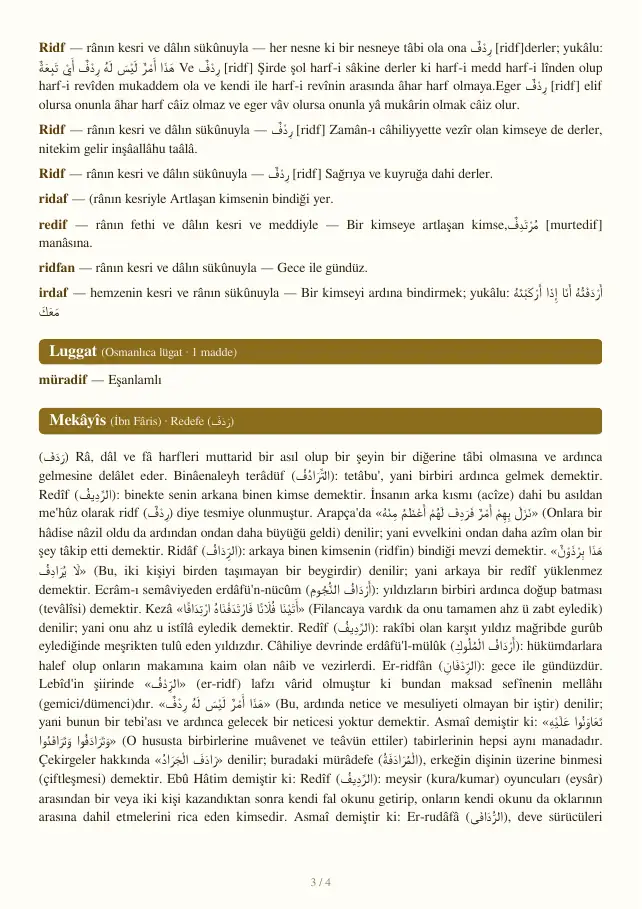 Ridf — rânın kesri ve dâlın sükûnuyla — her nesne ki bir nesneye tâbi ola ona رِدْفٌ [ridf]derler; yukâlu:
هَذَا أَمْرٌ لَيْسَ لَهُ رِدْفٌ أَيْ تَبِعَةٌ Ve رِدْفٌ [ridf] Şirde şol harf-i sâkine derler ki harf-i medd harf-i lînden olup
harf-i revîden mukaddem ola ve kendi ile harf-i revînin arasında âhar harf olmaya.Eger رِدْفٌ [ridf] elif
olursa onunla âhar harf câiz olmaz ve eger vâv olursa onunla yâ mukârin olmak câiz olur.
Ridf — rânın kesri ve dâlın sükûnuyla — رِدْفٌ [ridf] Zamân-ı câhiliyyette vezîr olan kimseye de derler,
nitekim gelir inşâallâhu taâlâ.
Ridf — rânın kesri ve dâlın sükûnuyla — رِدْفٌ [ridf] Sağrıya ve kuyruğa dahi derler.
ridaf — (rânın kesriyle Artlaşan kimsenin bindiği yer.
redif — rânın fethi ve dâlın kesri ve meddiyle — Bir kimseye artlaşan kimse,مُرْتَدِفٌ [murtedif]
manâsına.
ridfan — rânın kesri ve dâlın sükûnuyla — Gece ile gündüz.
irdaf — hemzenin kesri ve rânın sükûnuyla — Bir kimseyi ardına bindirmek; yukâlu: أَرْدَفْتُهُ أَنَا إِذَا أَرْكَبْتَهُ
مَعَكَ
Luggat (Osmanlıca lügat · 1 madde)
müradif — Eşanlamlı
Mekâyîs (İbn Fâris) · Redefe (رَدَفَ)
(رَدَفَ) Râ, dâl ve fâ harfleri muttarid bir asıl olup bir şeyin bir diğerine tâbi olmasına ve ardınca
gelmesine delâlet eder. Binâenaleyh terâdüf (التَّرَادُفُ): tetâbu', yani birbiri ardınca gelmek demektir.
Redîf (الرَّدِيفُ): binekte senin arkana binen kimse demektir. İnsanın arka kısmı (acîze) dahi bu asıldan
me'hûz olarak ridf (رِدْفٌ) diye tesmiye olunmuştur. Arapça'da «نَزَلَ بِهِمْ أَمْرٌ فَرَدِفَ لَهُمْ أَعْظَمُ مِنْهُ» (Onlara bir
hâdise nâzil oldu da ardından ondan daha büyüğü geldi) denilir; yani evvelkini ondan daha azîm olan bir
şey tâkip etti demektir. Ridâf (الرِّدَافُ): arkaya binen kimsenin (ridfin) bindiği mevzi demektir. «هَذَا بِرْذَوْنٌ
لَا يُرَادِفُ» (Bu, iki kişiyi birden taşımayan bir beygirdir) denilir; yani arkaya bir redîf yüklenmez
demektir. Ecrâm-ı semâviyeden erdâfü'n-nücûm (أَرْدَافُ النُّجُومِ): yıldızların birbiri ardınca doğup batması
(tevâlîsi) demektir. Kezâ «أَتَيْنَا فُلَانًا فَارْتَدَفْنَاهُ ارْتِدَافًا» (Filancaya vardık da onu tamamen ahz ü zabt eyledik)
denilir; yani onu ahz u istîlâ eyledik demektir. Redîf (الرَّدِيفُ): rakîbi olan karşıt yıldız mağribde gurûb
eylediğinde meşrikten tulû eden yıldızdır. Câhiliye devrinde erdâfü'l-mülûk (أَرْدَافُ الْمُلُوكِ): hükümdarlara
halef olup onların makamına kaim olan nâib ve vezirlerdi. Er-ridfân (الرِّدْفَانِ): gece ile gündüzdür.
Lebîd'in şiirinde «الرِّدْفُ» (er-ridf) lafzı vârid olmuştur ki bundan maksad sefînenin mellâhı
(gemici/dümenci)dır. «هَذَا أَمْرٌ لَيْسَ لَهُ رِدْفٌ» (Bu, ardında netice ve mesuliyeti olmayan bir iştir) denilir;
yani bunun bir tebi'ası ve ardınca gelecek bir neticesi yoktur demektir. Asmaî demiştir ki: «تَعَاوَنُوا عَلَيْهِ
وَتَرَادَفُوا وَتَرَافَدُوا» (O hususta birbirlerine muâvenet ve teâvün ettiler) tabirlerinin hepsi aynı manadadır.
Çekirgeler hakkında «رَادَفَ الْجَرَادُ» denilir; buradaki mürâdefe (الْمُرَادَفَةُ), erkeğin dişinin üzerine binmesi
(çiftleşmesi) demektir. Ebû Hâtim demiştir ki: Redîf (الرَّدِيفُ): meysir (kura/kumar) oyuncuları (eysâr)
arasından bir veya iki kişi kazandıktan sonra kendi fal okunu getirip, onların kendi okunu da oklarının
arasına dahil etmelerini rica eden kimsedir. Asmaî demiştir ki: Er-rudâfâ (الرُّدَافَى), deve sürücüleri
3 / 4